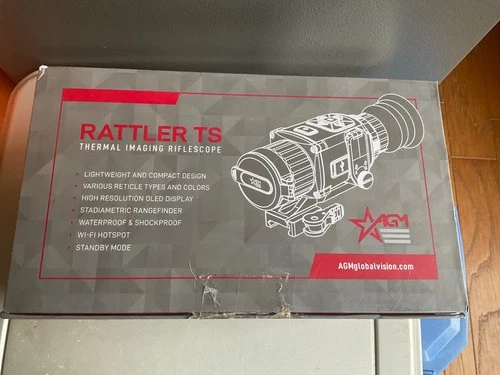 RATTLER TS
THERMAL IMAGING RIFLESCOPE
• LIGHTWEIGHT AND COMPACT DESIGN
• VARIOUS RETICLE TYPES AND COLORS
• HIGH RESOLUTION OLED DISPLAY
• STADIAMETRIC RANGEFINDER
• WATERPROOF & SHOCKPROOF
• WI-FI HOTSPOT
• STANDBY MODE
AGM
AGM
AGMglobalvision.com